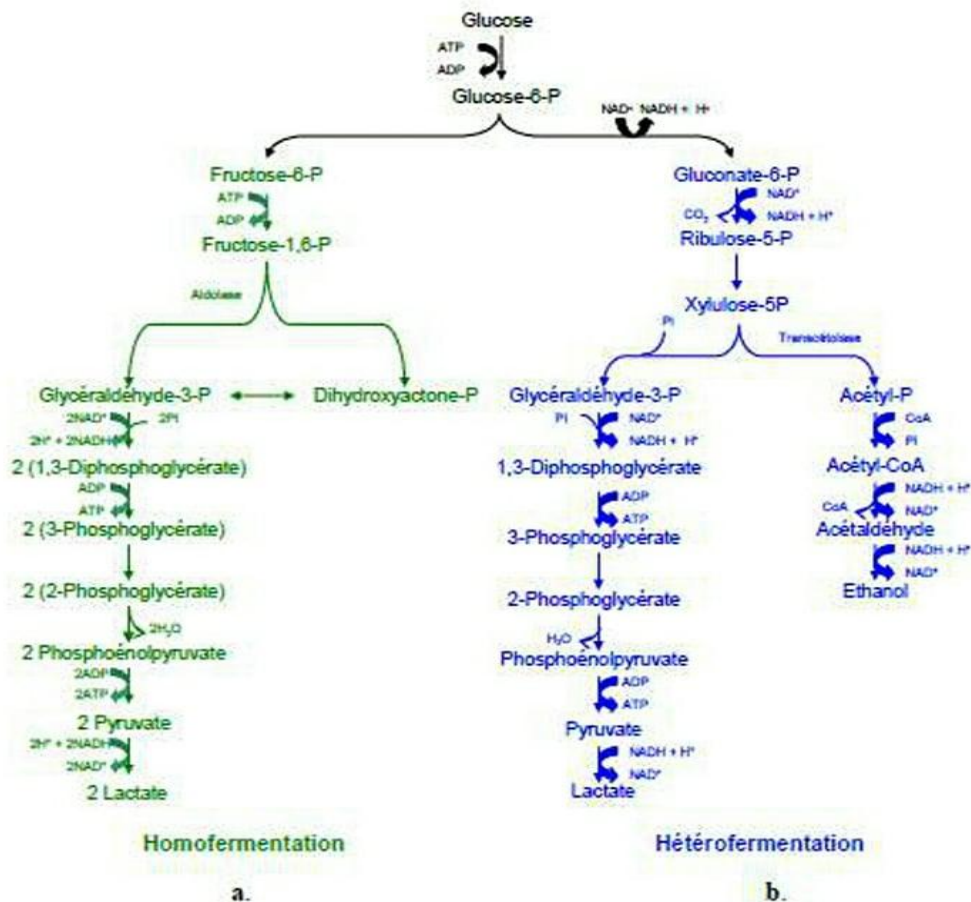 Glucose
ATP
ADP
Glucose-6-P
NAD+ NADH + H+
Fructose-6-P
ATP
ADP
Fructose-1,6-P
Aldolase
Glycéraldéhyde-3-P
Dihydroxyactone-P
2NAD+
2Pi
2H+ + 2NADH
2 (1,3-Diphosphoglycérate)
ADP
ATP
2 (3-Phosphoglycérate)
2 (2-Phosphoglycérate)
2H₂O
2 Phosphoénolpyruvate
2ADP
2ATP
2 Pyruvate
2H+ + 2NADH
2NAD+
2 Lactate
Homofermentation
a.
Gluconate-6-P
NAD+
CO₂
NADH + H+
Ribulose-5-P
Xylulose-5P
Pi
Glycéraldéhyde-3-P
Pi
NAD+
NADH + H+
1,3-Diphosphoglycérate
ADP
ATP
3-Phosphoglycérate
2-Phosphoglycérate
H₂O
Phosphoénolpyruvate
ADP
ATP
Pyruvate
NADH + H+
NAD+
Lactate
Acétyl-P
CoA
Pi
Acétyl-CoA
NADH + H+
CoA
NAD+
Acétaldéhyde
NADH + H+
NAD+
Ethanol
Hétérofermentation
b.